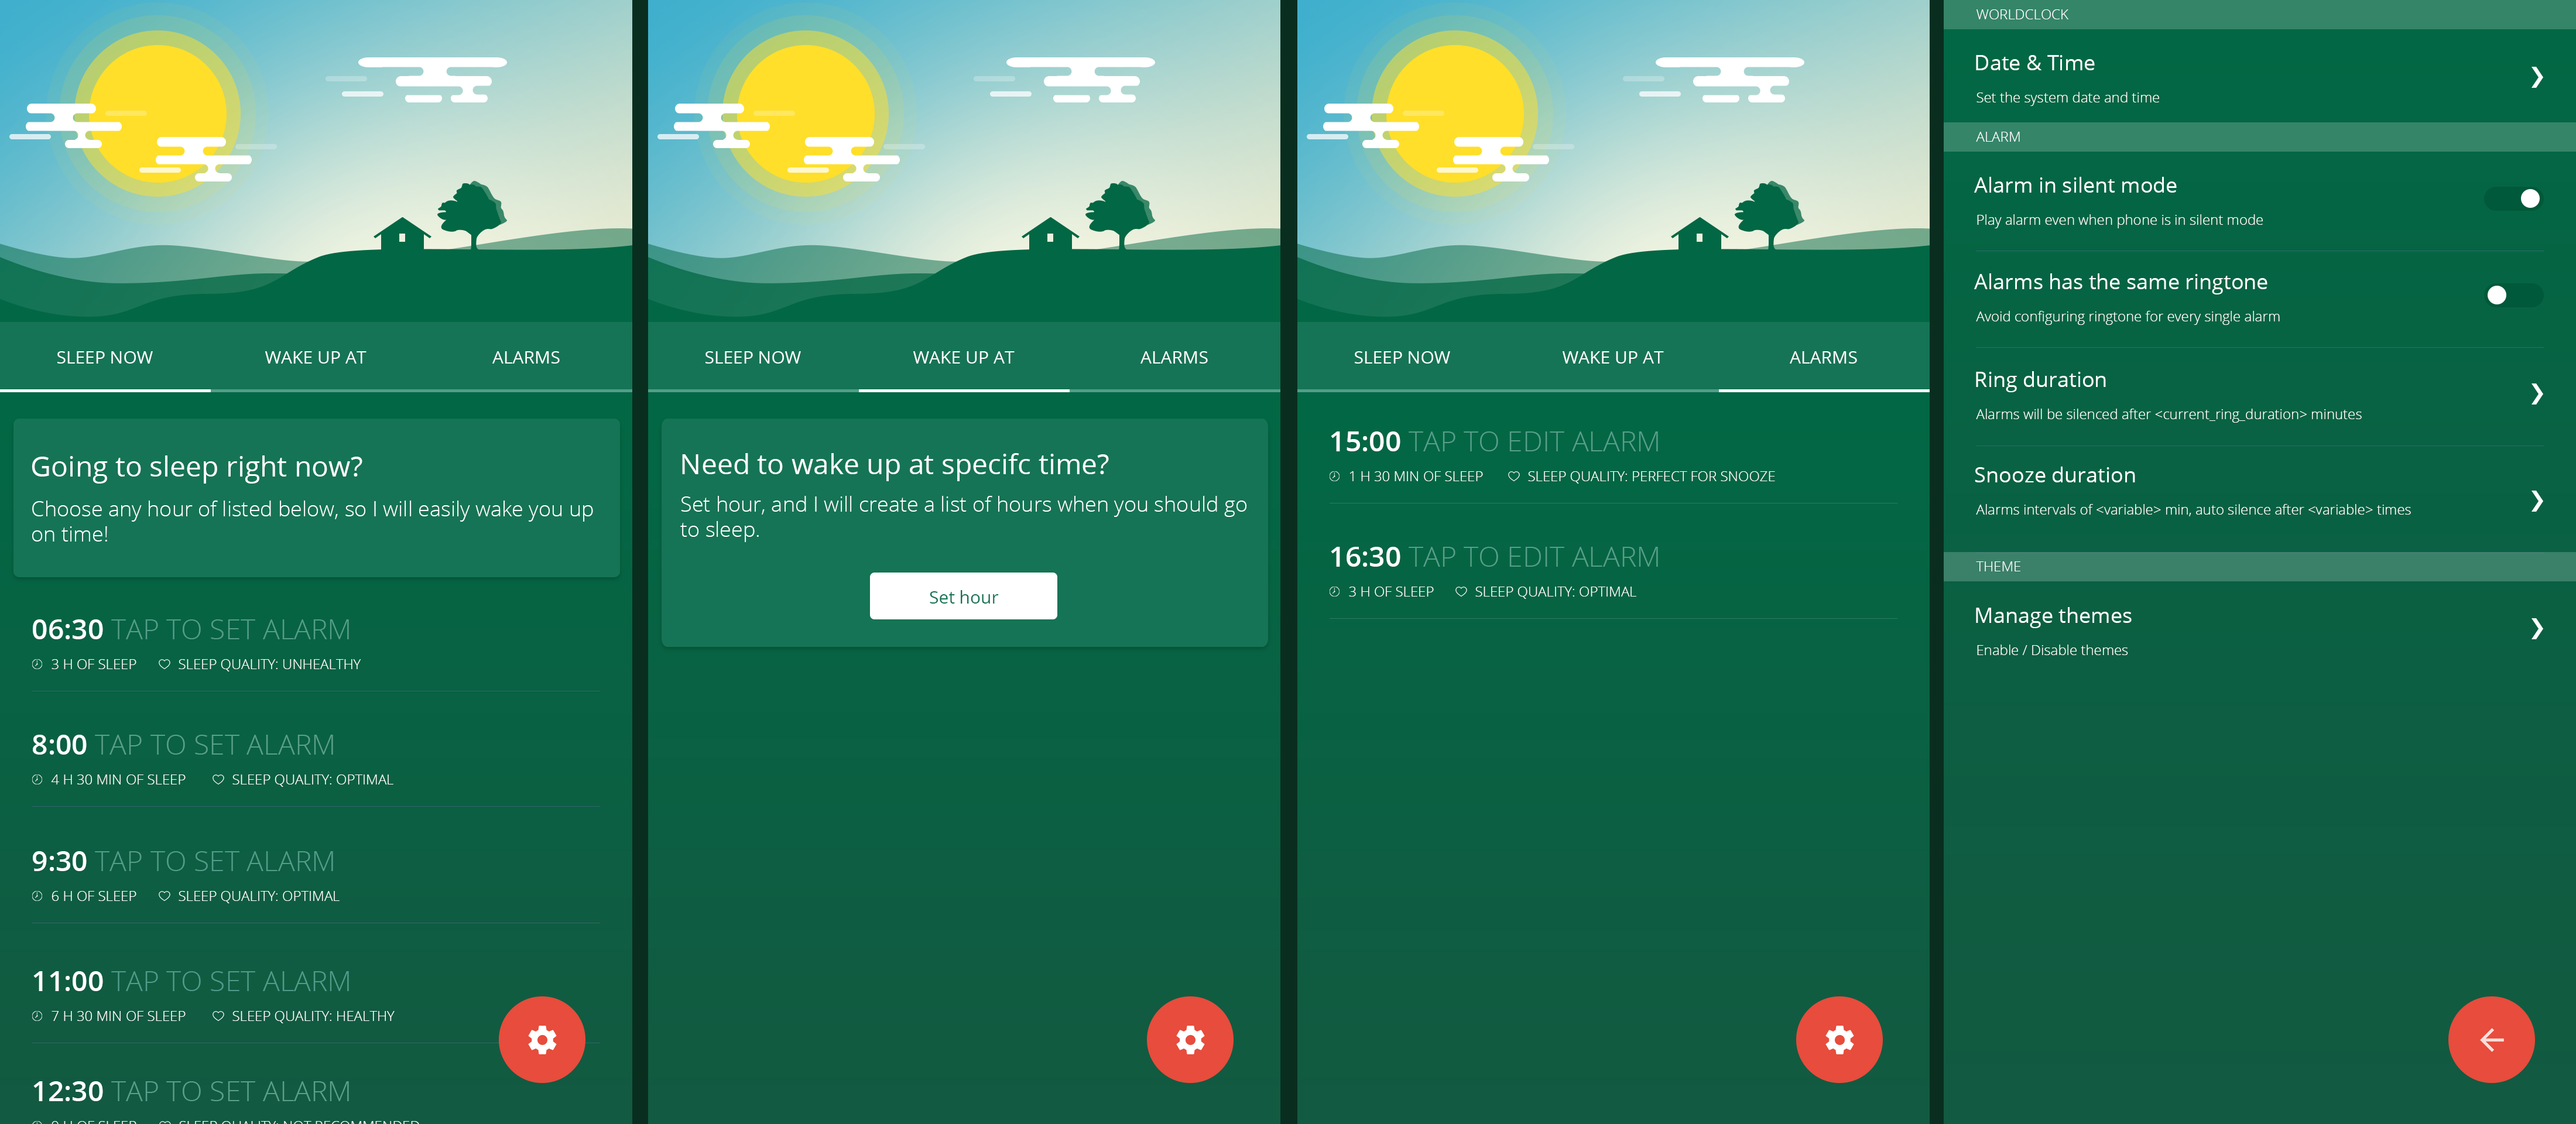 SLEEP NOW
WAKE UP AT
ALARMS
Going to sleep right now?
Choose any hour of listed below, so I will easily wake you up
on time!
06:30 TAP TO SET ALARM
3 H OF SLEEP SLEEP QUALITY: UNHEALTHY
8:00 TAP TO SET ALARM
4 H 30 MIN OF SLEEP SLEEP QUALITY: OPTIMAL
9:30 TAP TO SET ALARM
6 H OF SLEEP SLEEP QUALITY: OPTIMAL
11:00 TAP TO SET ALARM
7 H 30 MIN OF SLEEP SLEEP QUALITY: HEALTHY
12:30 TAP TO SET ALARM
9 H OF SLEEP SLEEP QUALITY: NOT RECOMMENDED
SLEEP NOW
WAKE UP AT
ALARMS
Need to wake up at specifc time?
Set hour, and I will create a list of hours when you should go
to sleep.
Set hour
SLEEP NOW
WAKE UP AT
ALARMS
15:00 TAP TO EDIT ALARM
1 H 30 MIN OF SLEEP SLEEP QUALITY: PERFECT FOR SNOOZE
16:30 TAP TO EDIT ALARM
3 H OF SLEEP SLEEP QUALITY: OPTIMAL
WORLDCLOCK
Date & Time
Set the system date and time
ALARM
Alarm in silent mode
Play alarm even when phone is in silent mode
Alarms has the same ringtone
Avoid configuring ringtone for every single alarm
Ring duration
Alarms will be silenced after <current_ring_duration> minutes
Snooze duration
Alarms intervals of <variable> min, auto silence after <variable> times
THEME
Manage themes
Enable / Disable themes